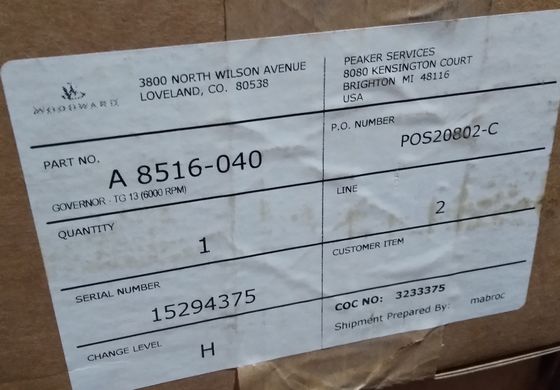 WOODWARD
3800 NORTH WILSON AVENUE
LOVELAND, CO. 80538
PEAKER SERVICES
8080 KENSINGTON COURT
BRIGHTON MI 48116
USA
PART NO.
A 8516-040
GOVERNOR - TG 13 (6000 RPM)
P.O. NUMBER
POS20802-C
QUANTITY
1
LINE
2
SERIAL NUMBER
15294375
CUSTOMER ITEM
CHANGE LEVEL
H
COC NO: 3233375
Shipment Prepared By: mabroc